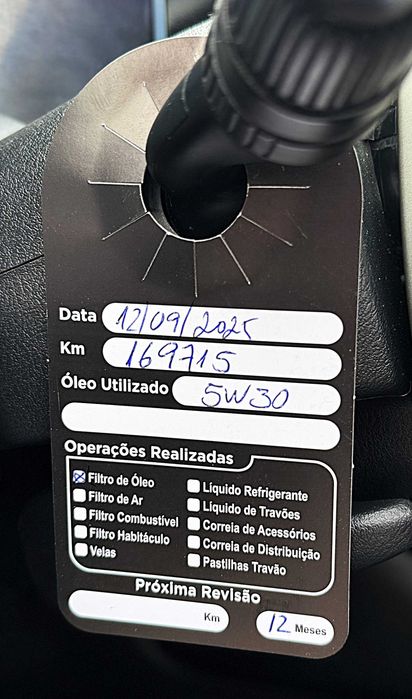 Data 12/09/2025
Km 169715
Óleo Utilizado 5W30
Operações Realizadas
Filtro de Óleo
Filtro de Ar
Filtro Combustível
Filtro Habitáculo
Velas
Líquido Refrigerante
Líquido de Travões
Correia de Acessórios
Correia de Distribuição
Pastilhas Travão
Próxima Revisão
Km 12 Meses